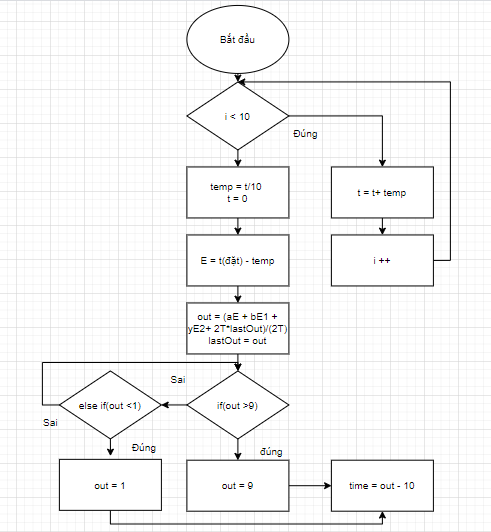 Bắt đầu
i < 10
Đúng
temp = t/10
t = 0
t = t+ temp
E = t(đặt) - temp
i ++
out = (aE + bE1 +
yE2+ 2T*lastOut)/(2T)
lastOut = out
Sai
else if(out <1)
if(out >9)
Sai
Đúng
đúng
out = 1
out = 9
time = out - 10